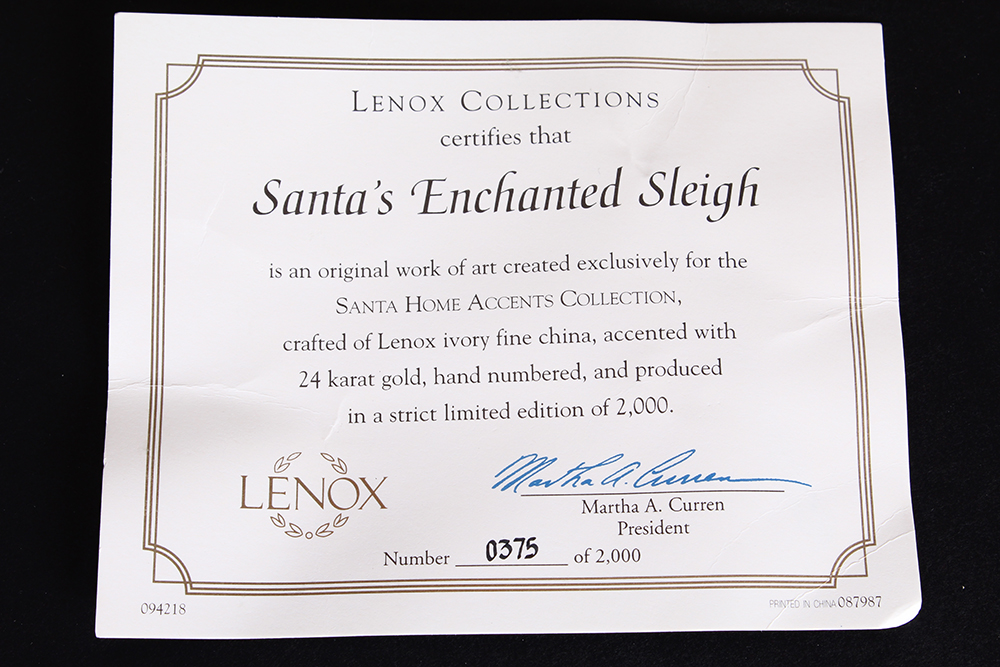 LENOX COLLECTIONS
certifies that
Santa's Enchanted Sleigh
is an original work of art created exclusively for the
SANTA HOME ACCENTS COLLECTION,
crafted of Lenox ivory fine china, accented with
24 karat gold, hand numbered, and produced
in a strict limited edition of 2,000.
LENOX
Martha A. Curren
Martha A. Curren
President
Number 0375 of 2,000
094218
PRINTED IN CHINA 087987